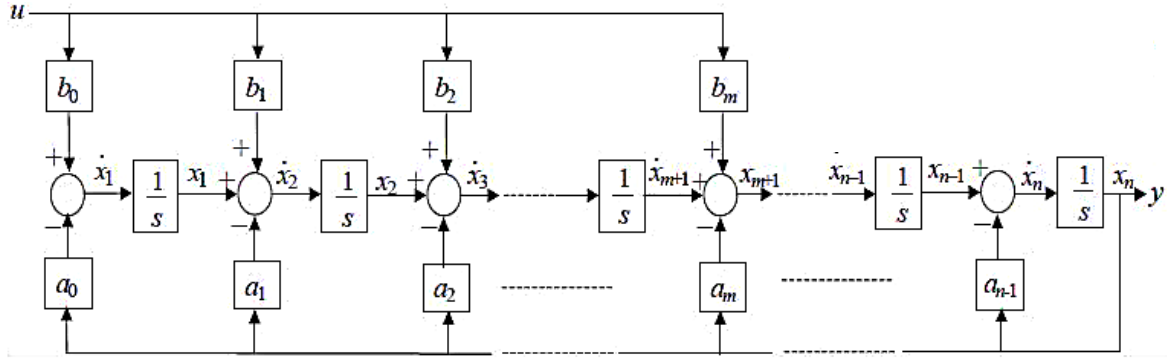 u
b₀ b₁ b₂ bₘ
+ + + +
ẋ₁ 1/s x₁ + ẋ₂ 1/s x₂ + ẋ₃ 1/s ẋₘ₊₁ + xₘ₊₁ ẋₙ₋₁ 1/s xₙ₋₁ + ẋₙ 1/s xₙ y
− − − − −
a₀ a₁ a₂ aₘ aₙ₋₁